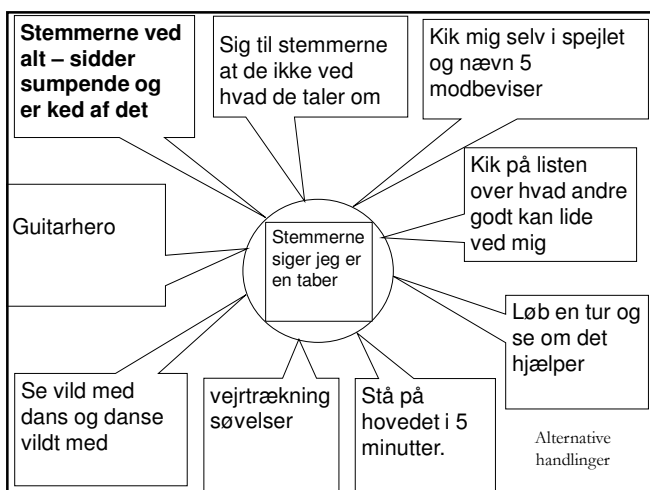 Stemmerne ved
alt – sidder
sumpende og
er ked af det
Sig til stemmerne
at de ikke ved
hvad de taler om
Kik mig selv i spejlet
og nævn 5
modbeviser
Kik på listen
over hvad andre
godt kan lide
ved mig
Guitarhero
Stemmerne
siger jeg er
en taber
Løb en tur og
se om det
hjælper
Se vild med
dans og danse
vildt med
vejrtrækning
søvelser
Stå på
hovedet i 5
minutter.
Alternative
handlinger